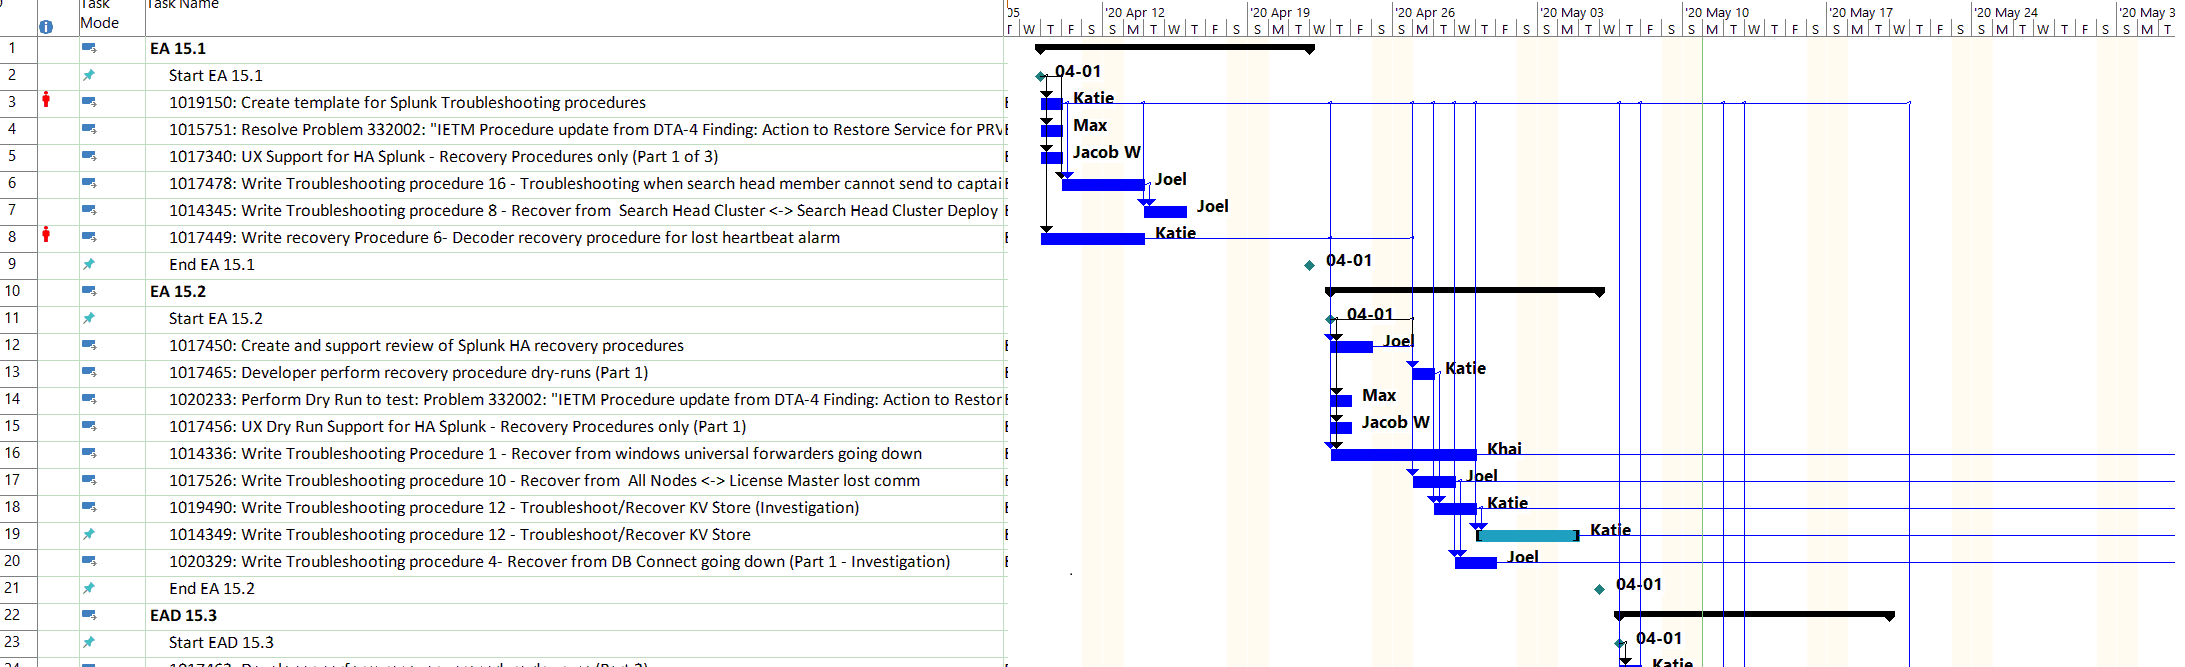 Task Mode
Task Name
05 '20 Apr 12 '20 Apr 19 '20 Apr 26 '20 May 03 '20 May 10 '20 May 17 '20 May 24 '20 May 3
T W T F S S M T W T F S S M T W T F S S M T W T F S S M T W T F S S M T W T F S S M T W T F S S M T W T F S S M T
1 EA 15.1
2 Start EA 15.1 04-01
3 1019150: Create template for Splunk Troubleshooting procedures Katie
4 1015751: Resolve Problem 332002: "IETM Procedure update from DTA-4 Finding: Action to Restore Service for PRV Max
5 1017340: UX Support for HA Splunk - Recovery Procedures only (Part 1 of 3) Jacob W
6 1017478: Write Troubleshooting procedure 16 - Troubleshooting when search head member cannot send to captai Joel
7 1014345: Write Troubleshooting procedure 8 - Recover from  Search Head Cluster <-> Search Head Cluster Deploy Joel
8 1017449: Write recovery Procedure 6- Decoder recovery procedure for lost heartbeat alarm Katie
9 End EA 15.1 04-01
10 EA 15.2
11 Start EA 15.2 04-01
12 1017450: Create and support review of Splunk HA recovery procedures Joel
13 1017465: Developer perform recovery procedure dry-runs (Part 1) Katie
14 1020233: Perform Dry Run to test: Problem 332002: "IETM Procedure update from DTA-4 Finding: Action to Restor Max
15 1017456: UX Dry Run Support for HA Splunk - Recovery Procedures only (Part 1) Jacob W
16 1014336: Write Troubleshooting Procedure 1 - Recover from windows universal forwarders going down Khai
17 1017526: Write Troubleshooting procedure 10 - Recover from  All Nodes <-> License Master lost comm Joel
18 1019490: Write Troubleshooting procedure 12 - Troubleshoot/Recover KV Store (Investigation) Katie
19 1014349: Write Troubleshooting procedure 12 - Troubleshoot/Recover KV Store Katie
20 1020329: Write Troubleshooting procedure 4- Recover from DB Connect going down (Part 1 - Investigation) Joel
21 End EA 15.2 04-01
22 EAD 15.3
23 Start EAD 15.3 04-01
Katie